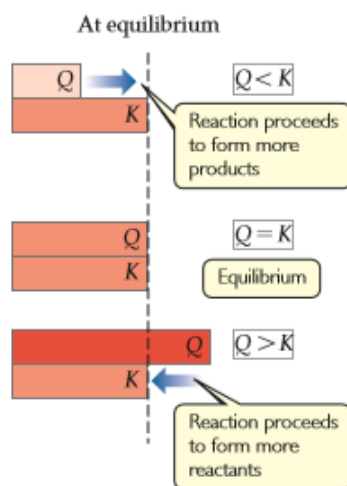 At equilibrium
Q
Q < K
K
Reaction proceeds
to form more
products
Q
Q = K
K
Equilibrium
Q
Q > K
K
Reaction proceeds
to form more
reactants